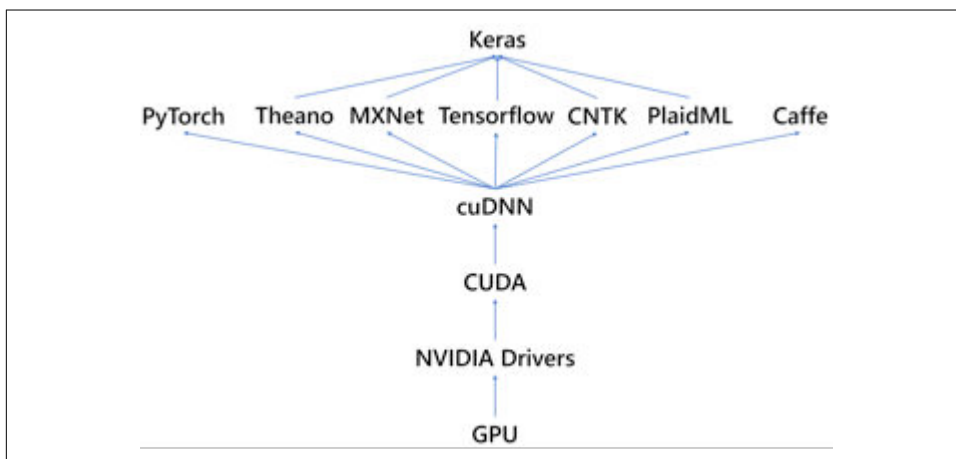 Keras
PyTorch Theano MXNet Tensorflow CNTK PlaidML Caffe
cuDNN
CUDA
NVIDIA Drivers
GPU